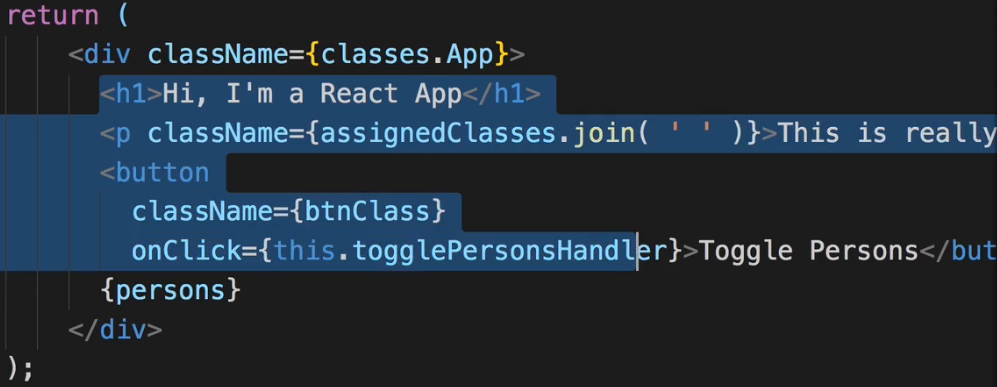 return (
<div className={classes.App}>
<h1>Hi, I'm a React App</h1>
<p className={assignedClasses.join( ' ' )}>This is really
<button
className={btnClass}
onClick={this.togglePersonsHandler}>Toggle Persons</but
{persons}
</div>
);